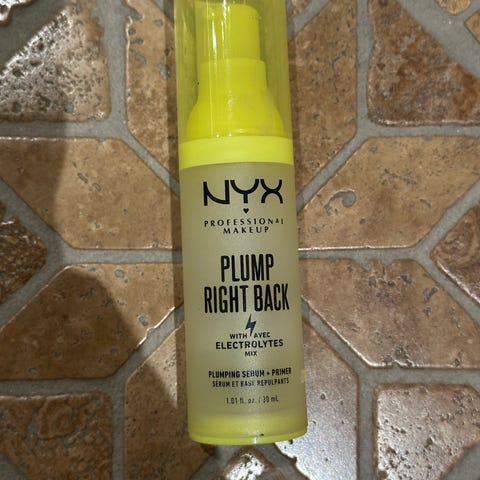 NYX
PROFESSIONAL
MAKEUP
PLUMP
RIGHT BACK
WITH AVEC
ELECTROLYTES
MIX
PLUMPING SERUM + PRIMER
SÉRUM ET BASE REPULPANTS
1.01 fl. oz. / 30 mL